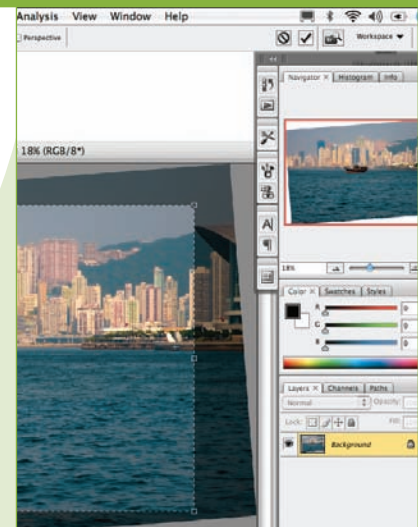 Analysis View Window Help
Perspective
Workspace
Navigator × Histogram Info
18% (RGB/8*)
18%
Color × Swatches Styles
R 0
G 0
B 0
Layers × Channels Paths
Normal Opacity:
Lock: Fill:
Background
A